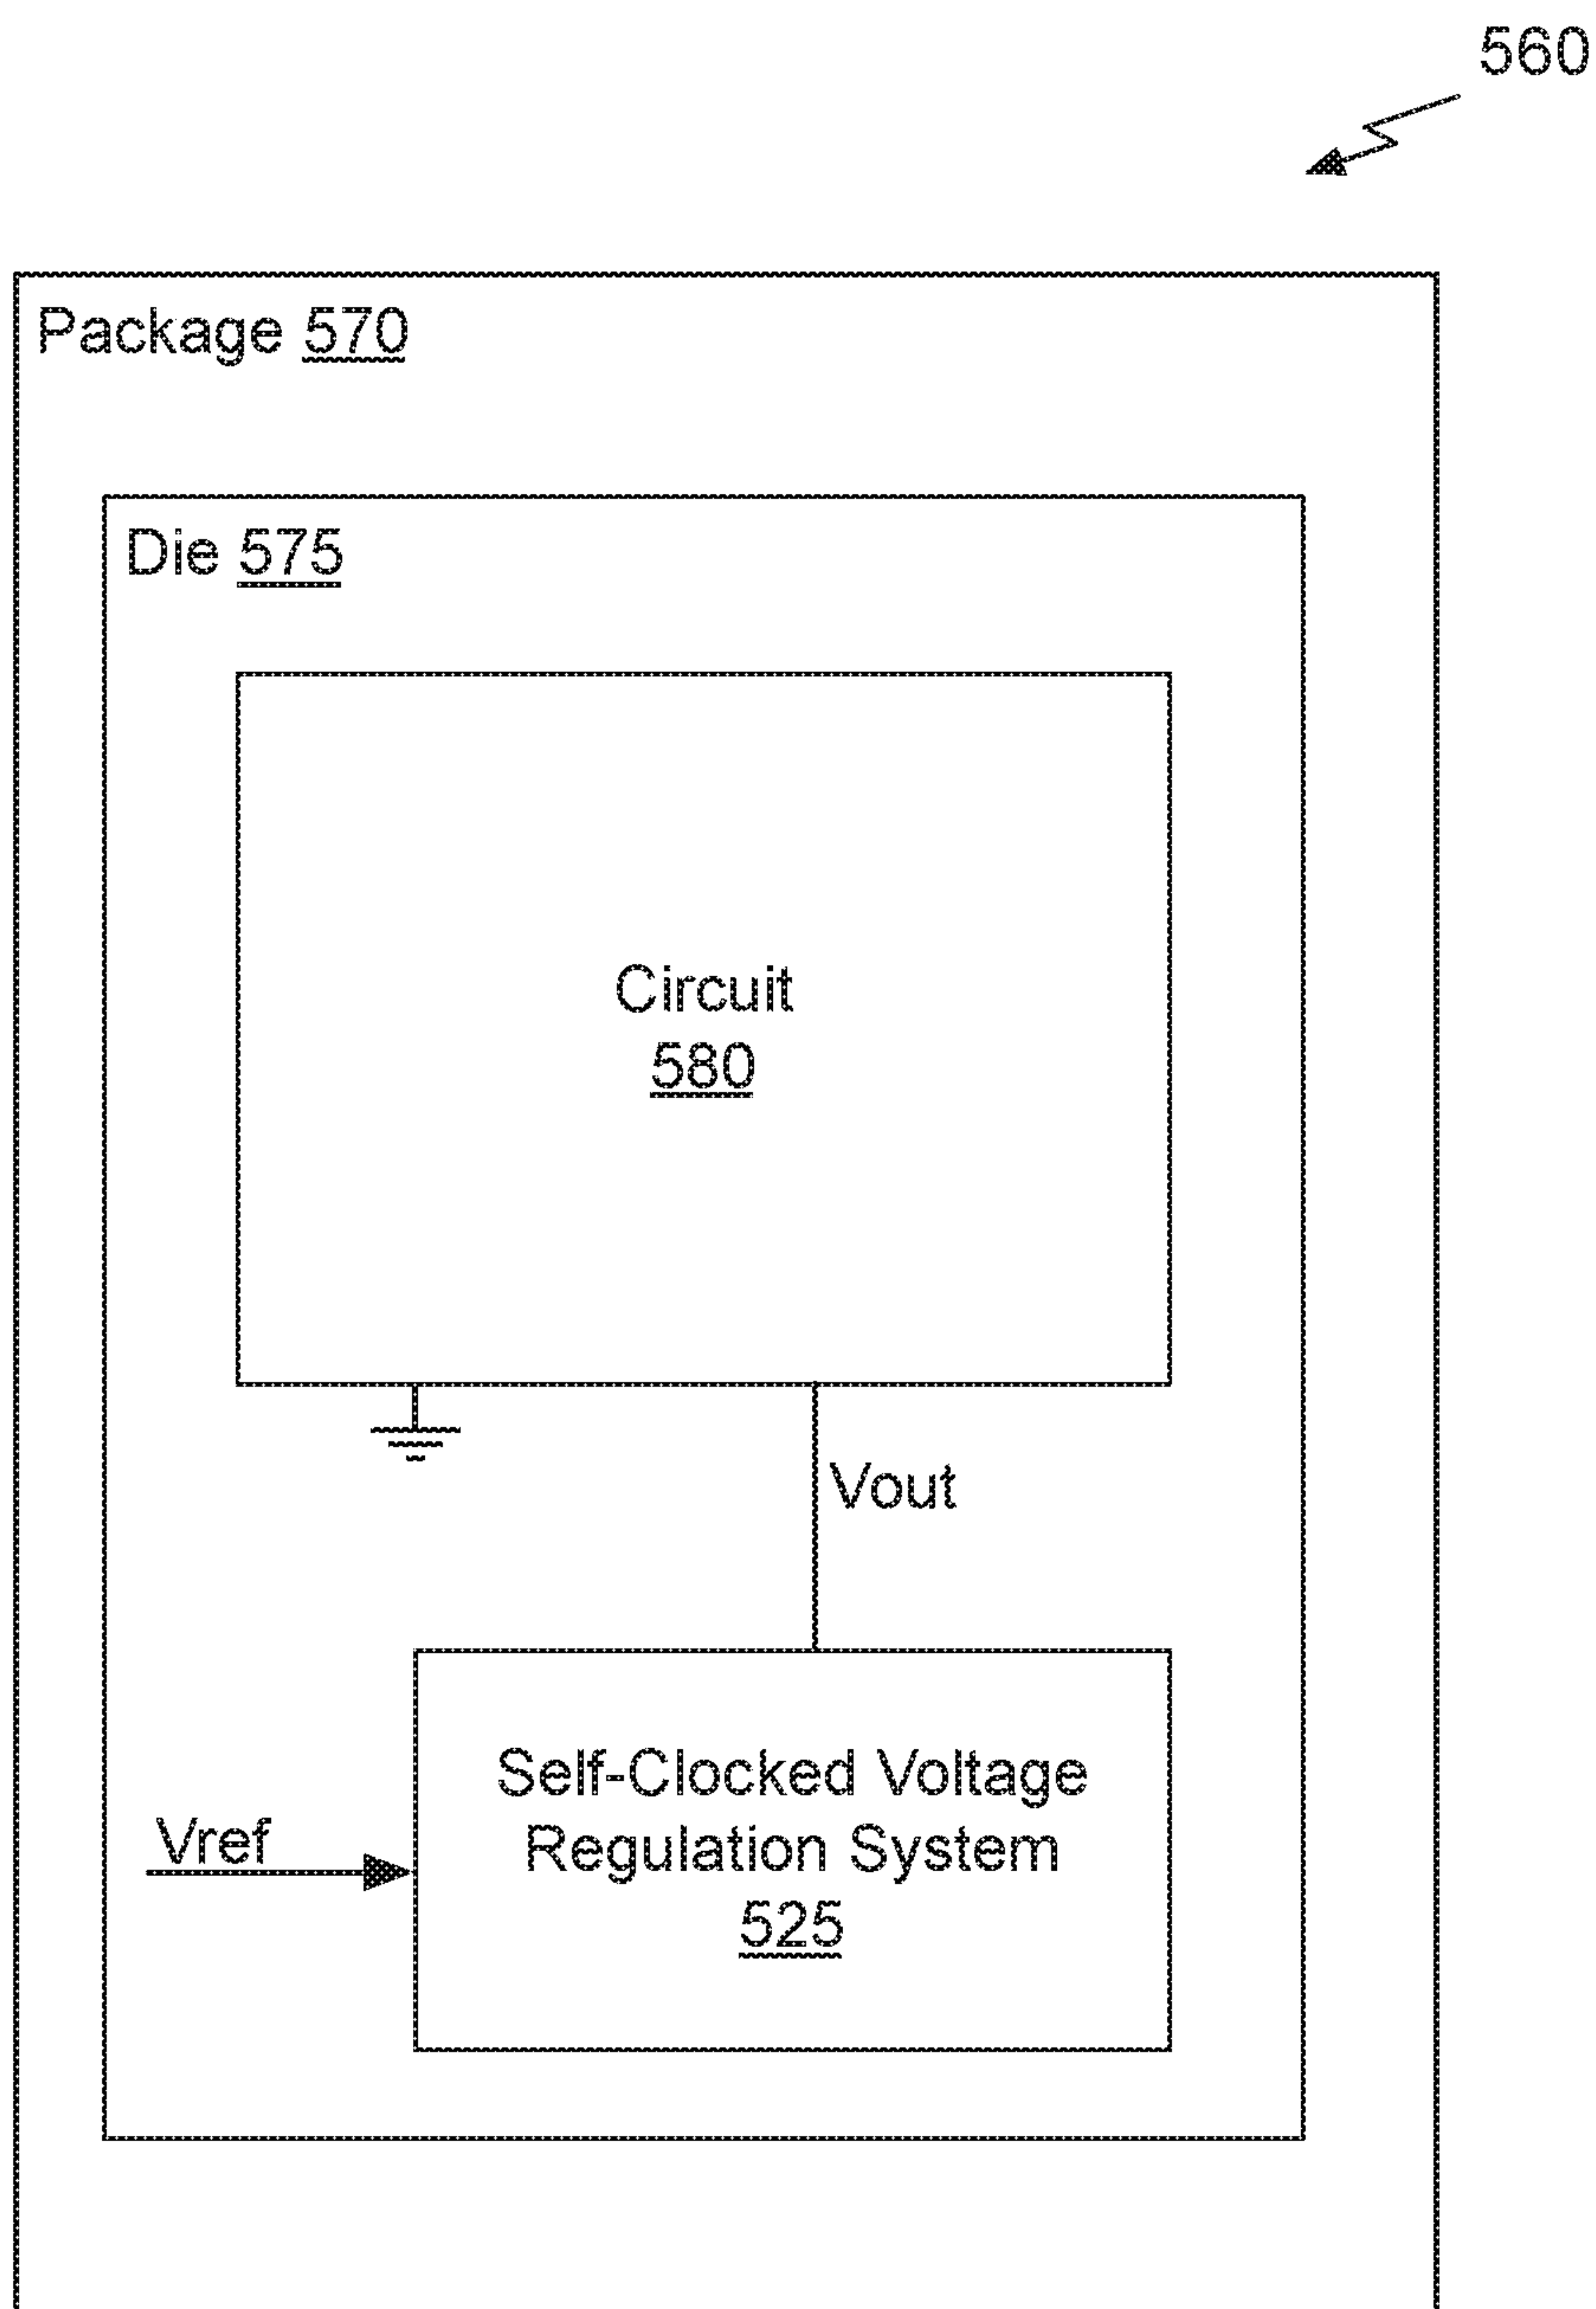 560
Package 570
Die 575
Circuit
580
Vout
Self-Clocked Voltage
Regulation System
525
Vref